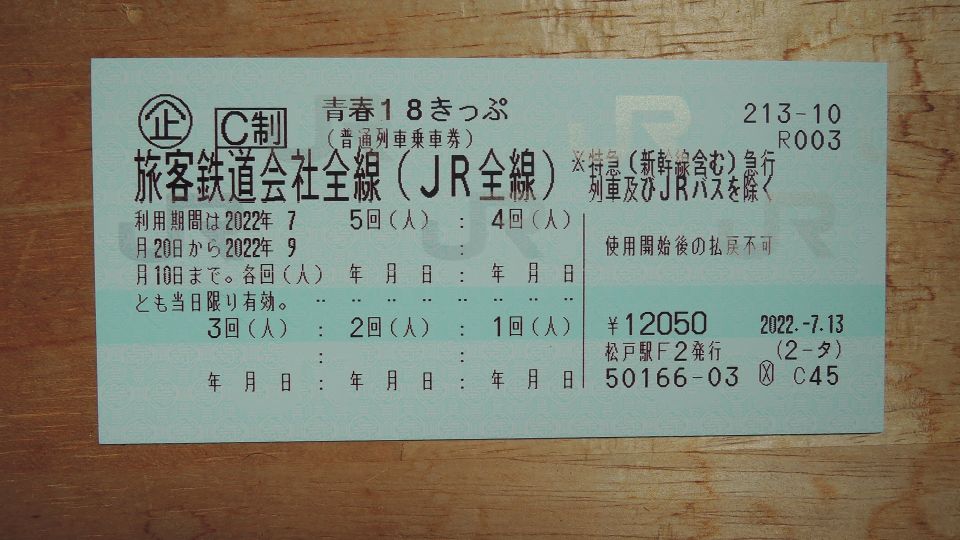 企 C制 青春18きっぷ 213-10
(普通列車乗車券) R003
旅客鉄道会社全線(JR全線) ※特急(新幹線含む)急行
列車及びJRバスを除く
利用期間は2022年 7 5回(人) : 4回(人)
月20日から2022年 9 : 使用開始後の払戻不可
月10日まで。各回(人) 年 月 日 : 年 月 日
とも当日限り有効。 ‥ ‥ ‥ ‥ ‥ ‥ ‥ ‥
3回(人) : 2回(人) : 1回(人) ¥12050 2022.-7.13
: : 松戸駅F2発行 (2-タ)
年 月 日 : 年 月 日 : 年 月 日 50166-03 Ⓧ C45
JR
JR JR JR